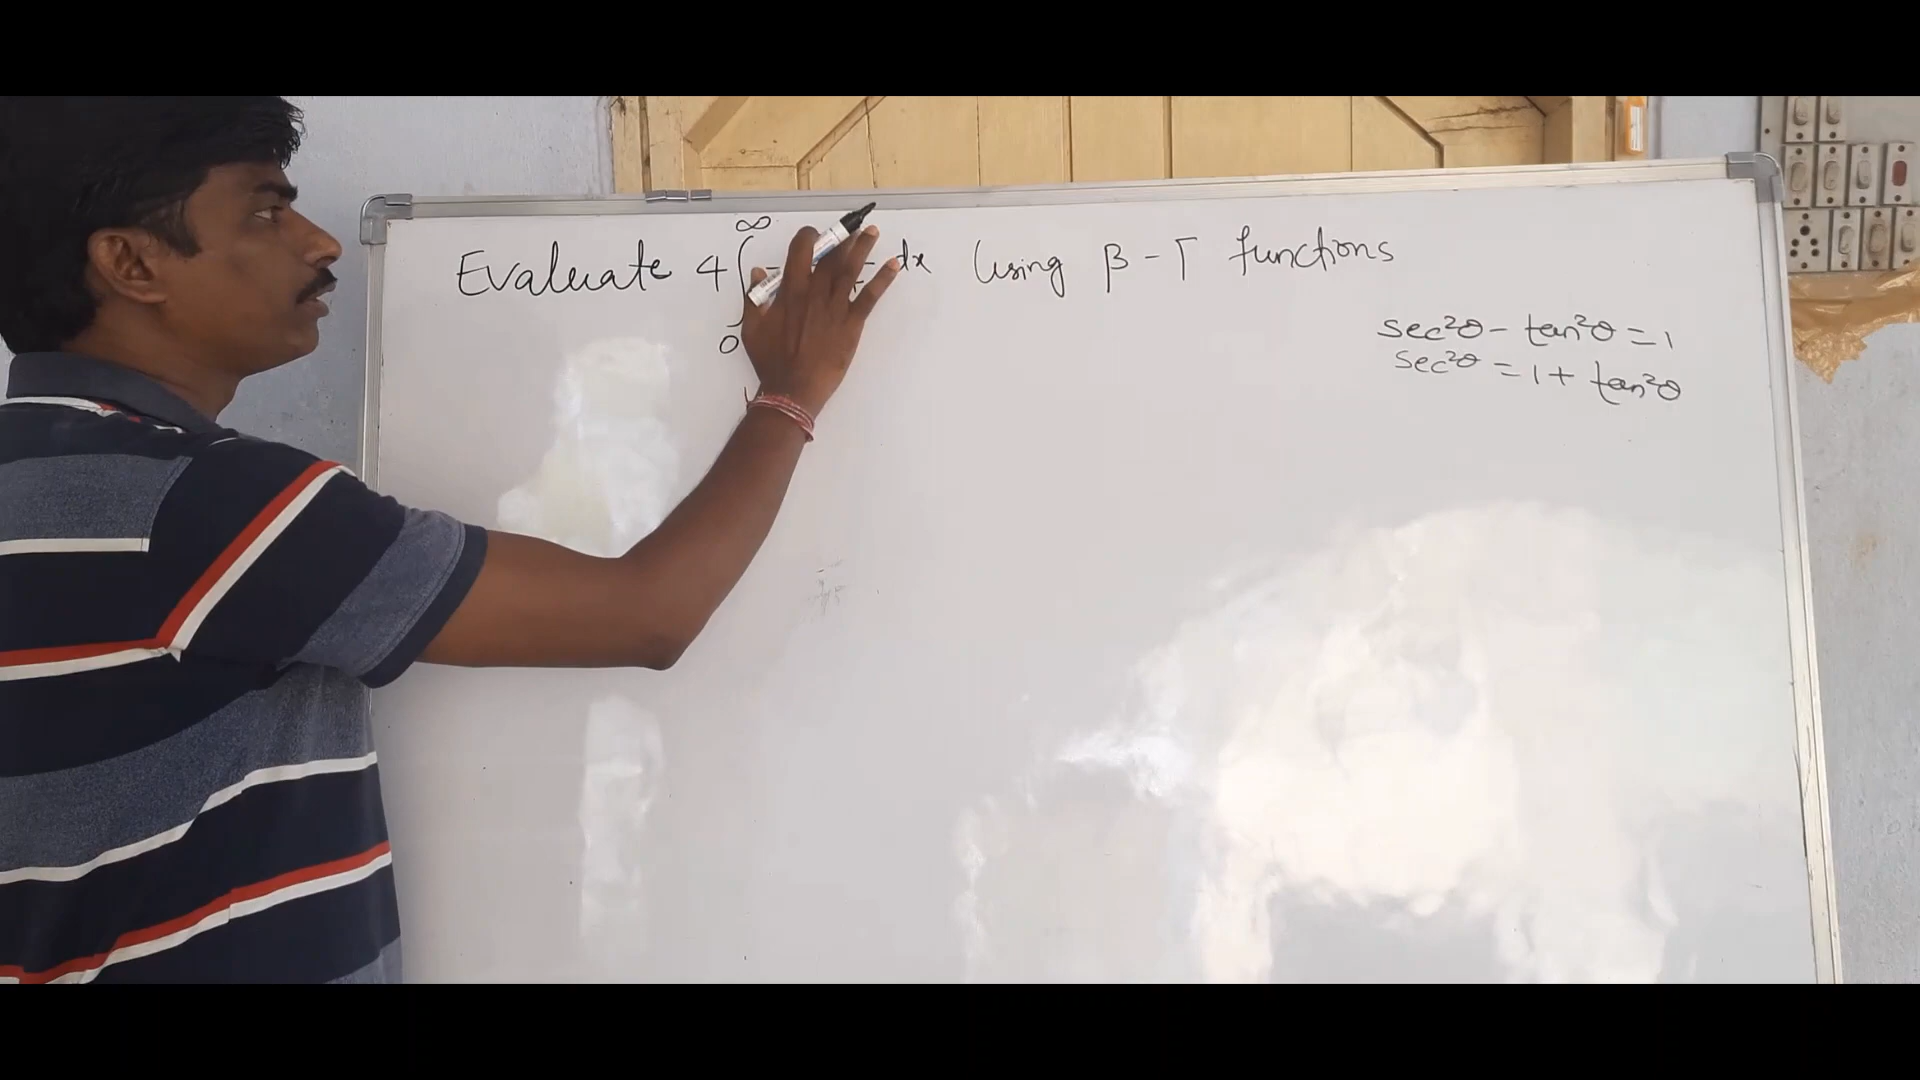 Evaluate 4 ∫ ∞ 0 dx using β - Γ functions
sec²θ - tan²θ = 1
sec²θ = 1 + tan²θ